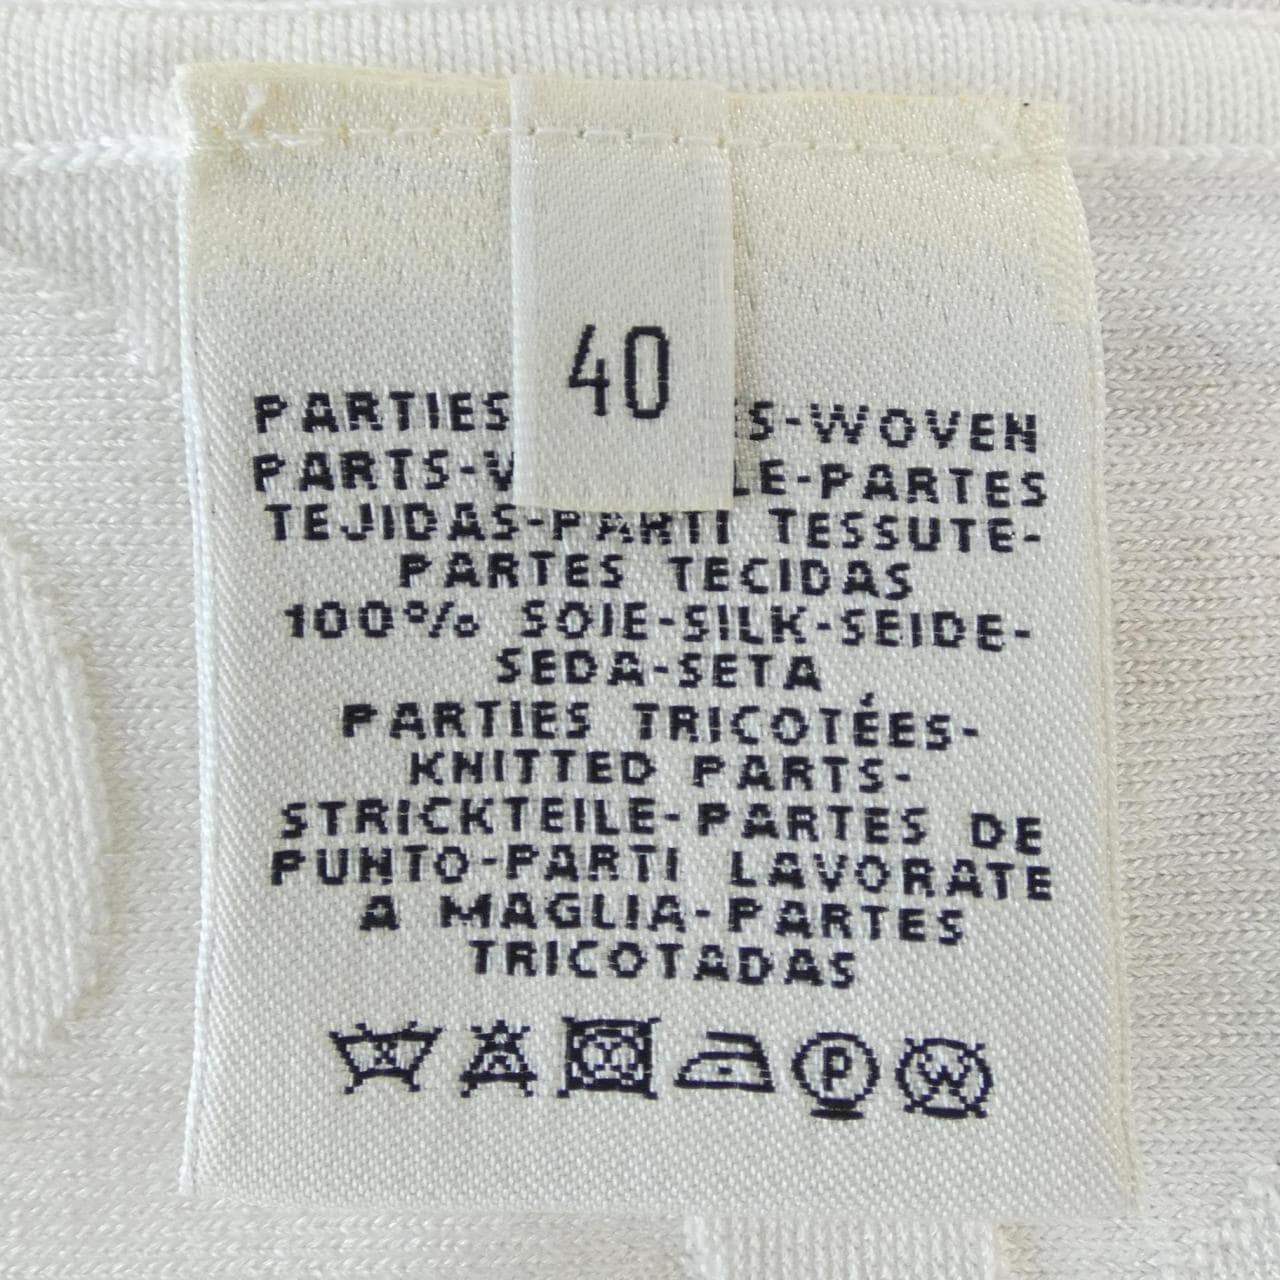 40
PARTIES S-WOVEN
PARTS-V LE-PARTES
TEJIDAS-PARTI TESSUTE-
PARTES TECIDAS
100% SOIE-SILK-SEIDE-
SEDA-SETA
PARTIES TRICOTÉES-
KNITTED PARTS-
STRICKTEILE-PARTES DE
PUNTO-PARTI LAVORATE
A MAGLIA-PARTES
TRICOTADAS
P W